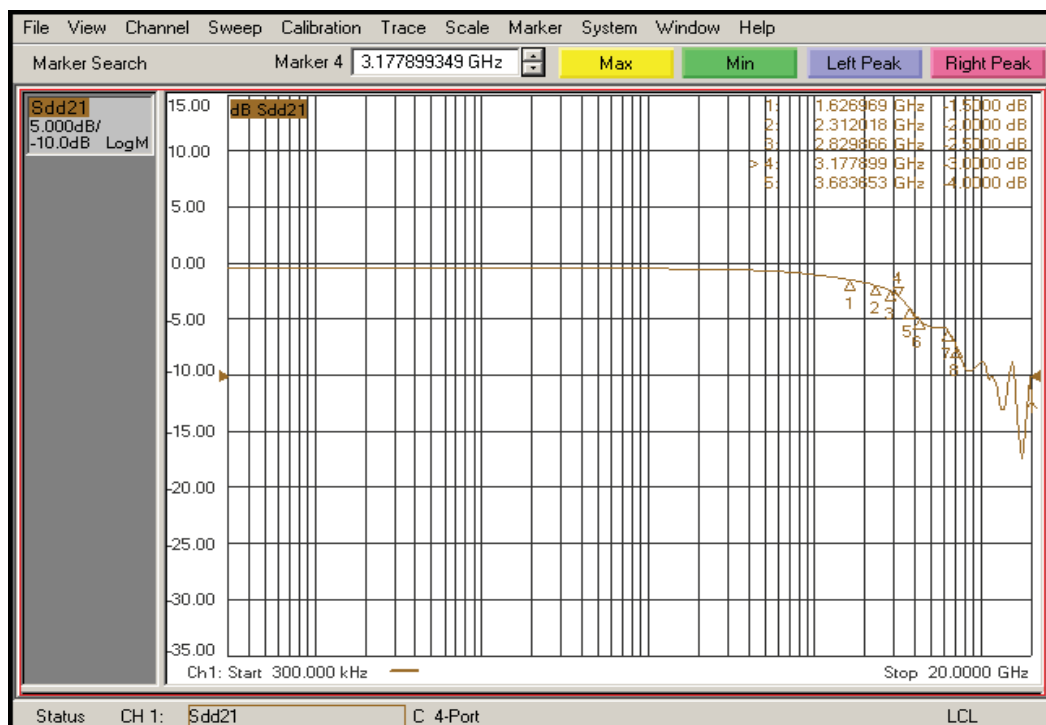 File View Channel Sweep Calibration Trace Scale Marker System Window Help
Marker Search Marker 4 3.177899349 GHz Max Min Left Peak Right Peak
Sdd21
5.000dB/
-10.0dB LogM
dB Sdd21
15.00
10.00
5.00
0.00
-5.00
-10.00
-15.00
-20.00
-25.00
-30.00
-35.00
1: 1.626969 GHz -1.5000 dB
2: 2.312018 GHz -2.0000 dB
3: 2.829866 GHz -2.5000 dB
> 4: 3.177899 GHz -3.0000 dB
5: 3.683653 GHz -4.0000 dB
1
2
3
4
5
6
7
8
Ch1: Start 300.000 kHz Stop 20.0000 GHz
Status CH 1: Sdd21 C 4-Port LCL